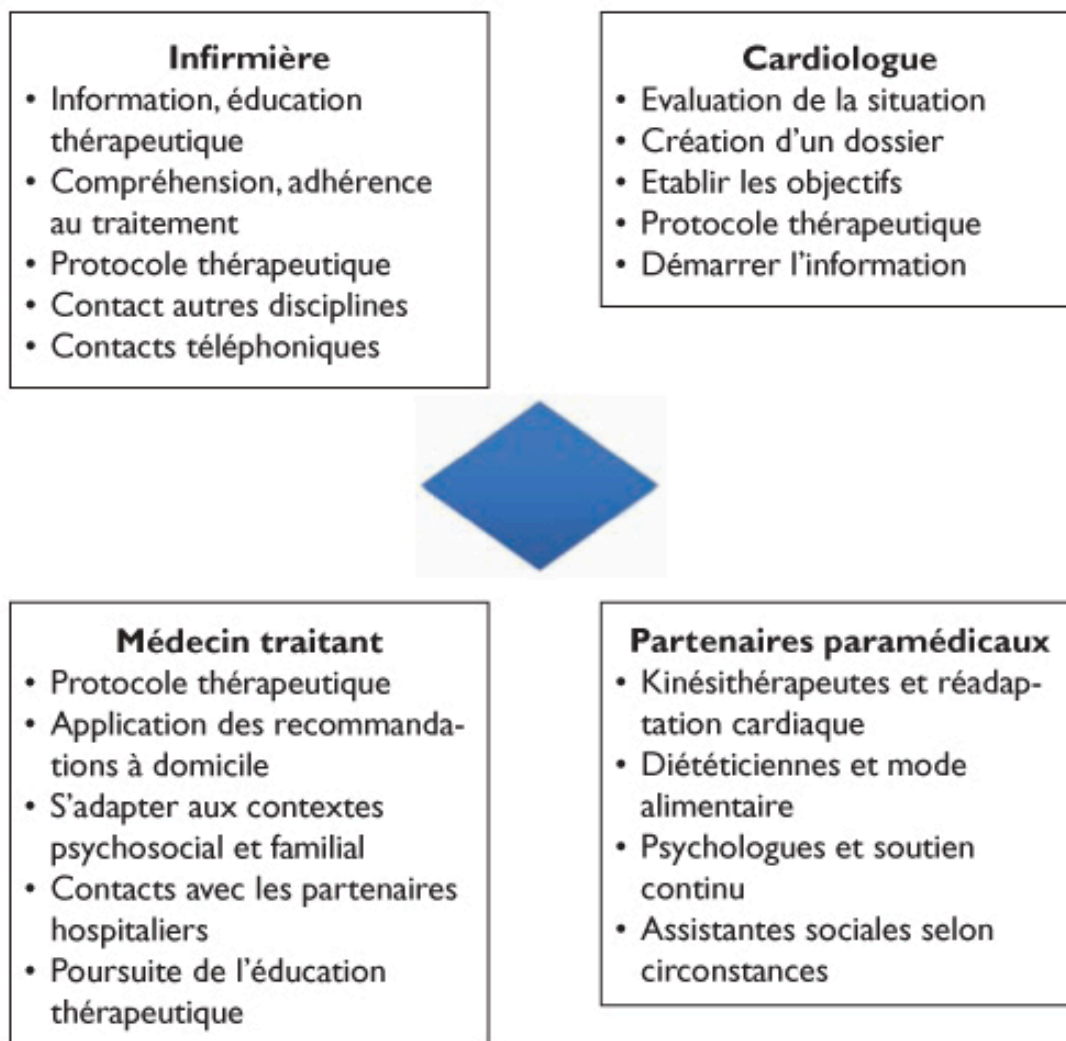 Infirmière
• Information, éducation
thérapeutique
• Compréhension, adhérence
au traitement
• Protocole thérapeutique
• Contact autres disciplines
• Contacts téléphoniques
Cardiologue
• Evaluation de la situation
• Création d’un dossier
• Etablir les objectifs
• Protocole thérapeutique
• Démarrer l’information
Médecin traitant
• Protocole thérapeutique
• Application des recommanda-
tions à domicile
• S’adapter aux contextes
psychosocial et familial
• Contacts avec les partenaires
hospitaliers
• Poursuite de l’éducation
thérapeutique
Partenaires paramédicaux
• Kinésithérapeutes et réadap-
tation cardiaque
• Diététiciennes et mode
alimentaire
• Psychologues et soutien
continu
• Assistantes sociales selon
circonstances